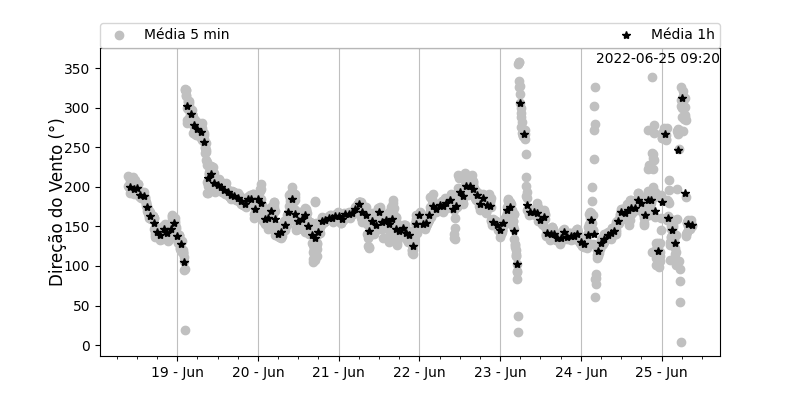 Média 5 min
Média 1h
2022-06-25 09:20
Direção do Vento (°)
350
300
250
200
150
100
50
0
19 - Jun
20 - Jun
21 - Jun
22 - Jun
23 - Jun
24 - Jun
25 - Jun